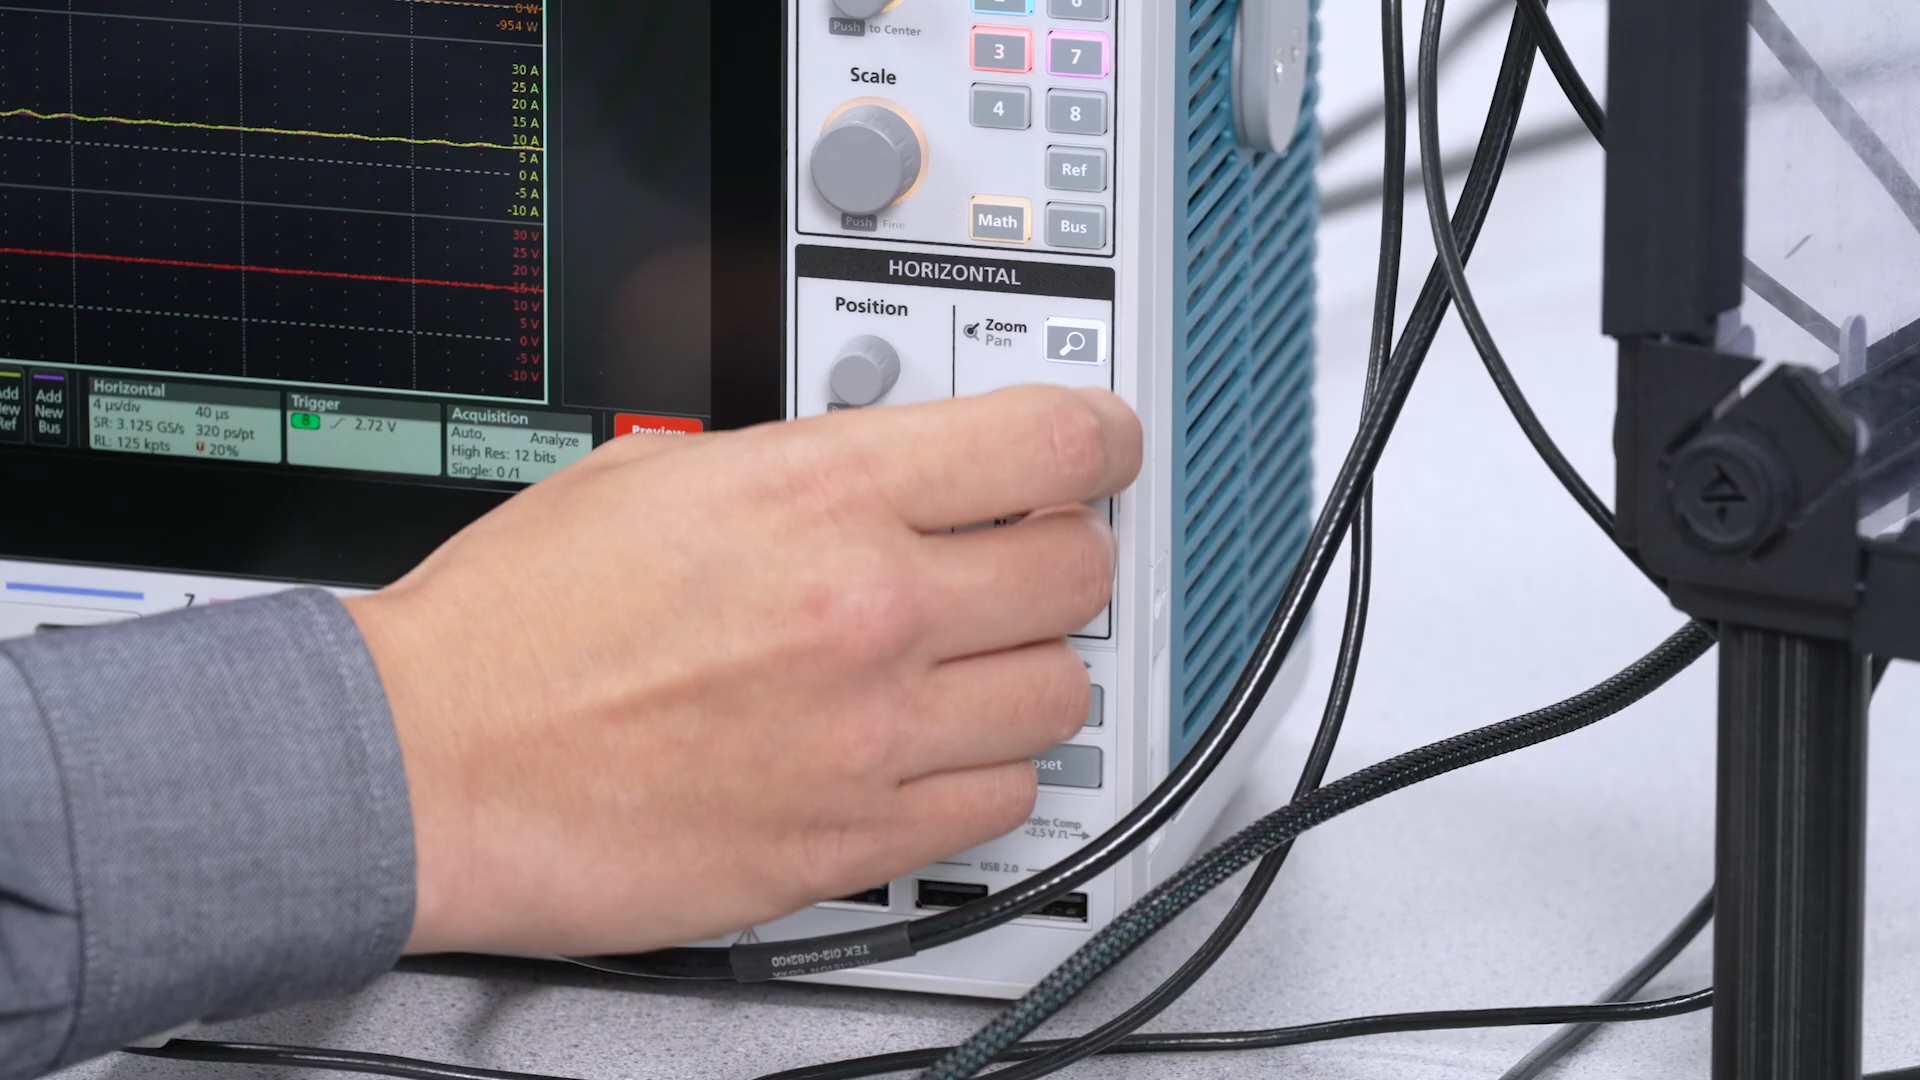 0 W
-954 W
30 A
25 A
20 A
15 A
10 A
5 A
0 A
-5 A
-10 A
30 V
25 V
20 V
15 V
10 V
5 V
0 V
-5 V
-10 V
Add
New
Ref
Add
New
Bus
Horizontal
4 µs/div
40 µs
SR: 3.125 GS/s
320 ps/pt
RL: 125 kpts
20%
Trigger
8
2.72 V
Acquisition
Auto,
Analyze
High Res: 12 bits
Single: 0 /1
Preview
7
Push to Center
3
7
4
8
Scale
Push Fine
Ref
Math
Bus
HORIZONTAL
Position
Zoom
Pan
Probe Comp
USB 2.0
TEK 012-0482-00